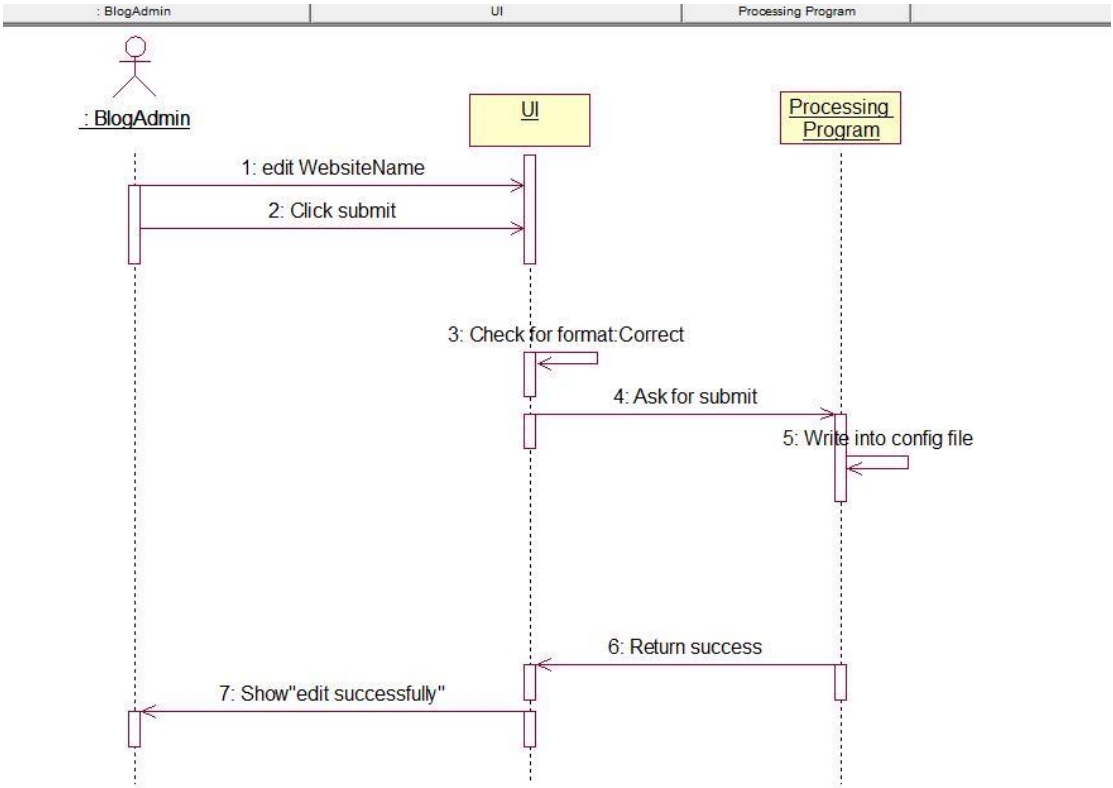 : BlogAdmin
UI
Processing Program
: BlogAdmin
UI
Processing
Program
1: edit WebsiteName
2: Click submit
3: Check for format:Correct
4: Ask for submit
5: Write into config file
6: Return success
7: Show"edit successfully"